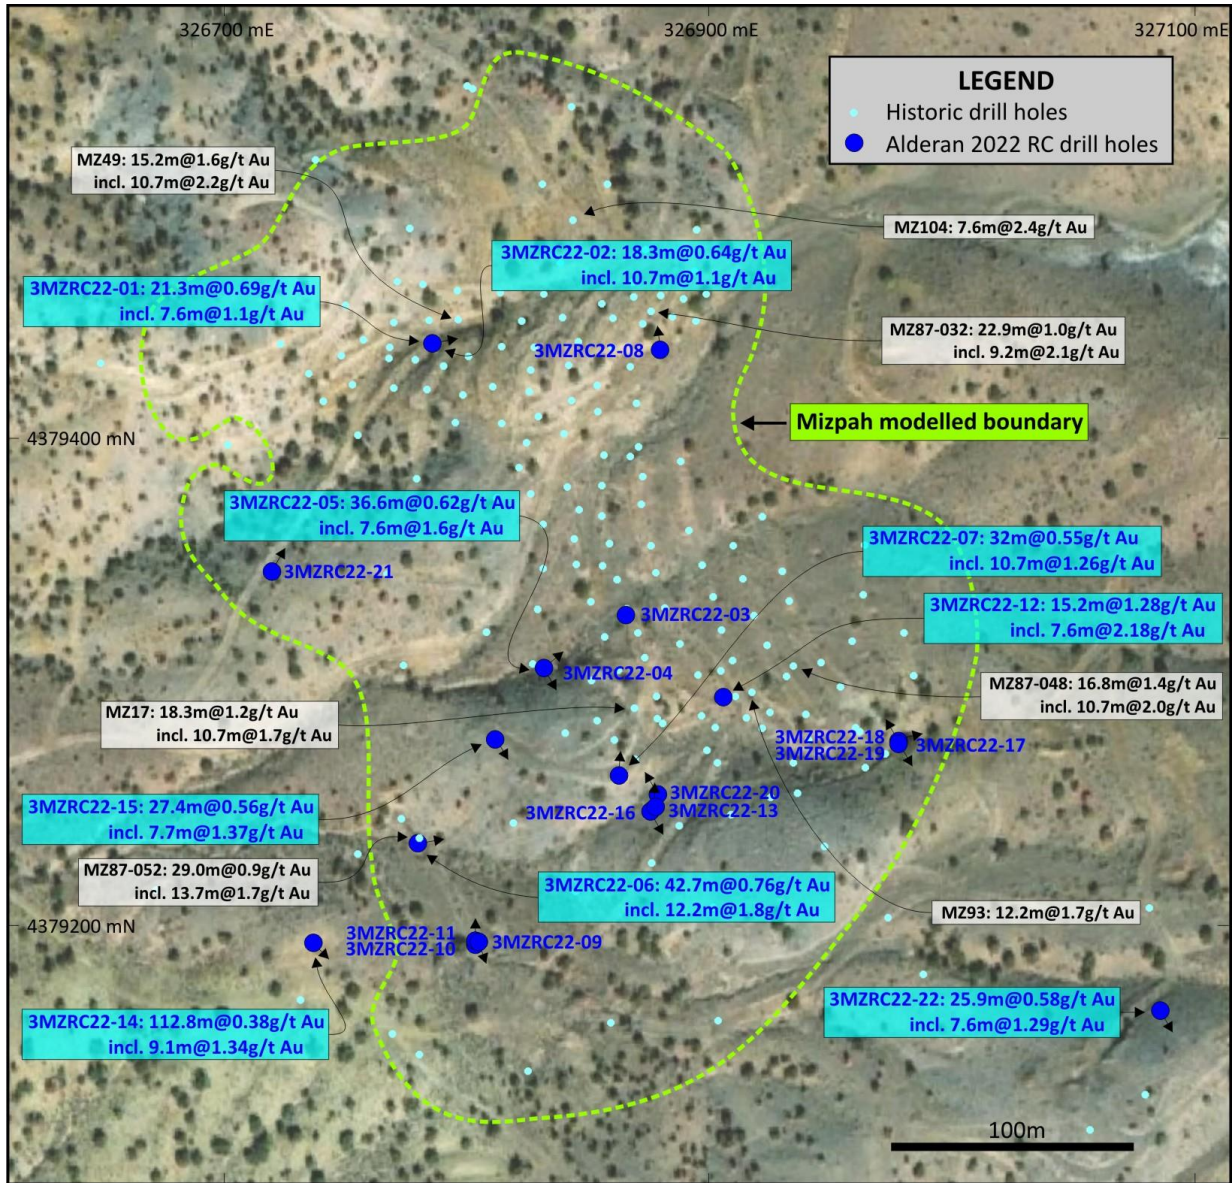 326700 mE
326900 mE
327100 mE
LEGEND
Historic drill holes
Alderan 2022 RC drill holes
MZ49: 15.2m@1.6g/t Au
incl. 10.7m@2.2g/t Au
MZ104: 7.6m@2.4g/t Au
3MZRC22-02: 18.3m@0.64g/t Au
incl. 10.7m@1.1g/t Au
3MZRC22-01: 21.3m@0.69g/t Au
incl. 7.6m@1.1g/t Au
MZ87-032: 22.9m@1.0g/t Au
incl. 9.2m@2.1g/t Au
3MZRC22-08
Mizpah modelled boundary
4379400 mN
3MZRC22-05: 36.6m@0.62g/t Au
incl. 7.6m@1.6g/t Au
3MZRC22-07: 32m@0.55g/t Au
incl. 10.7m@1.26g/t Au
3MZRC22-21
3MZRC22-12: 15.2m@1.28g/t Au
incl. 7.6m@2.18g/t Au
3MZRC22-03
3MZRC22-04
MZ87-048: 16.8m@1.4g/t Au
incl. 10.7m@2.0g/t Au
MZ17: 18.3m@1.2g/t Au
incl. 10.7m@1.7g/t Au
3MZRC22-18
3MZRC22-19
3MZRC22-17
3MZRC22-15: 27.4m@0.56g/t Au
incl. 7.7m@1.37g/t Au
3MZRC22-20
3MZRC22-16
3MZRC22-13
MZ87-052: 29.0m@0.9g/t Au
incl. 13.7m@1.7g/t Au
3MZRC22-06: 42.7m@0.76g/t Au
incl. 12.2m@1.8g/t Au
MZ93: 12.2m@1.7g/t Au
4379200 mN
3MZRC22-11
3MZRC22-10
3MZRC22-09
3MZRC22-14: 112.8m@0.38g/t Au
incl. 9.1m@1.34g/t Au
3MZRC22-22: 25.9m@0.58g/t Au
incl. 7.6m@1.29g/t Au
100m